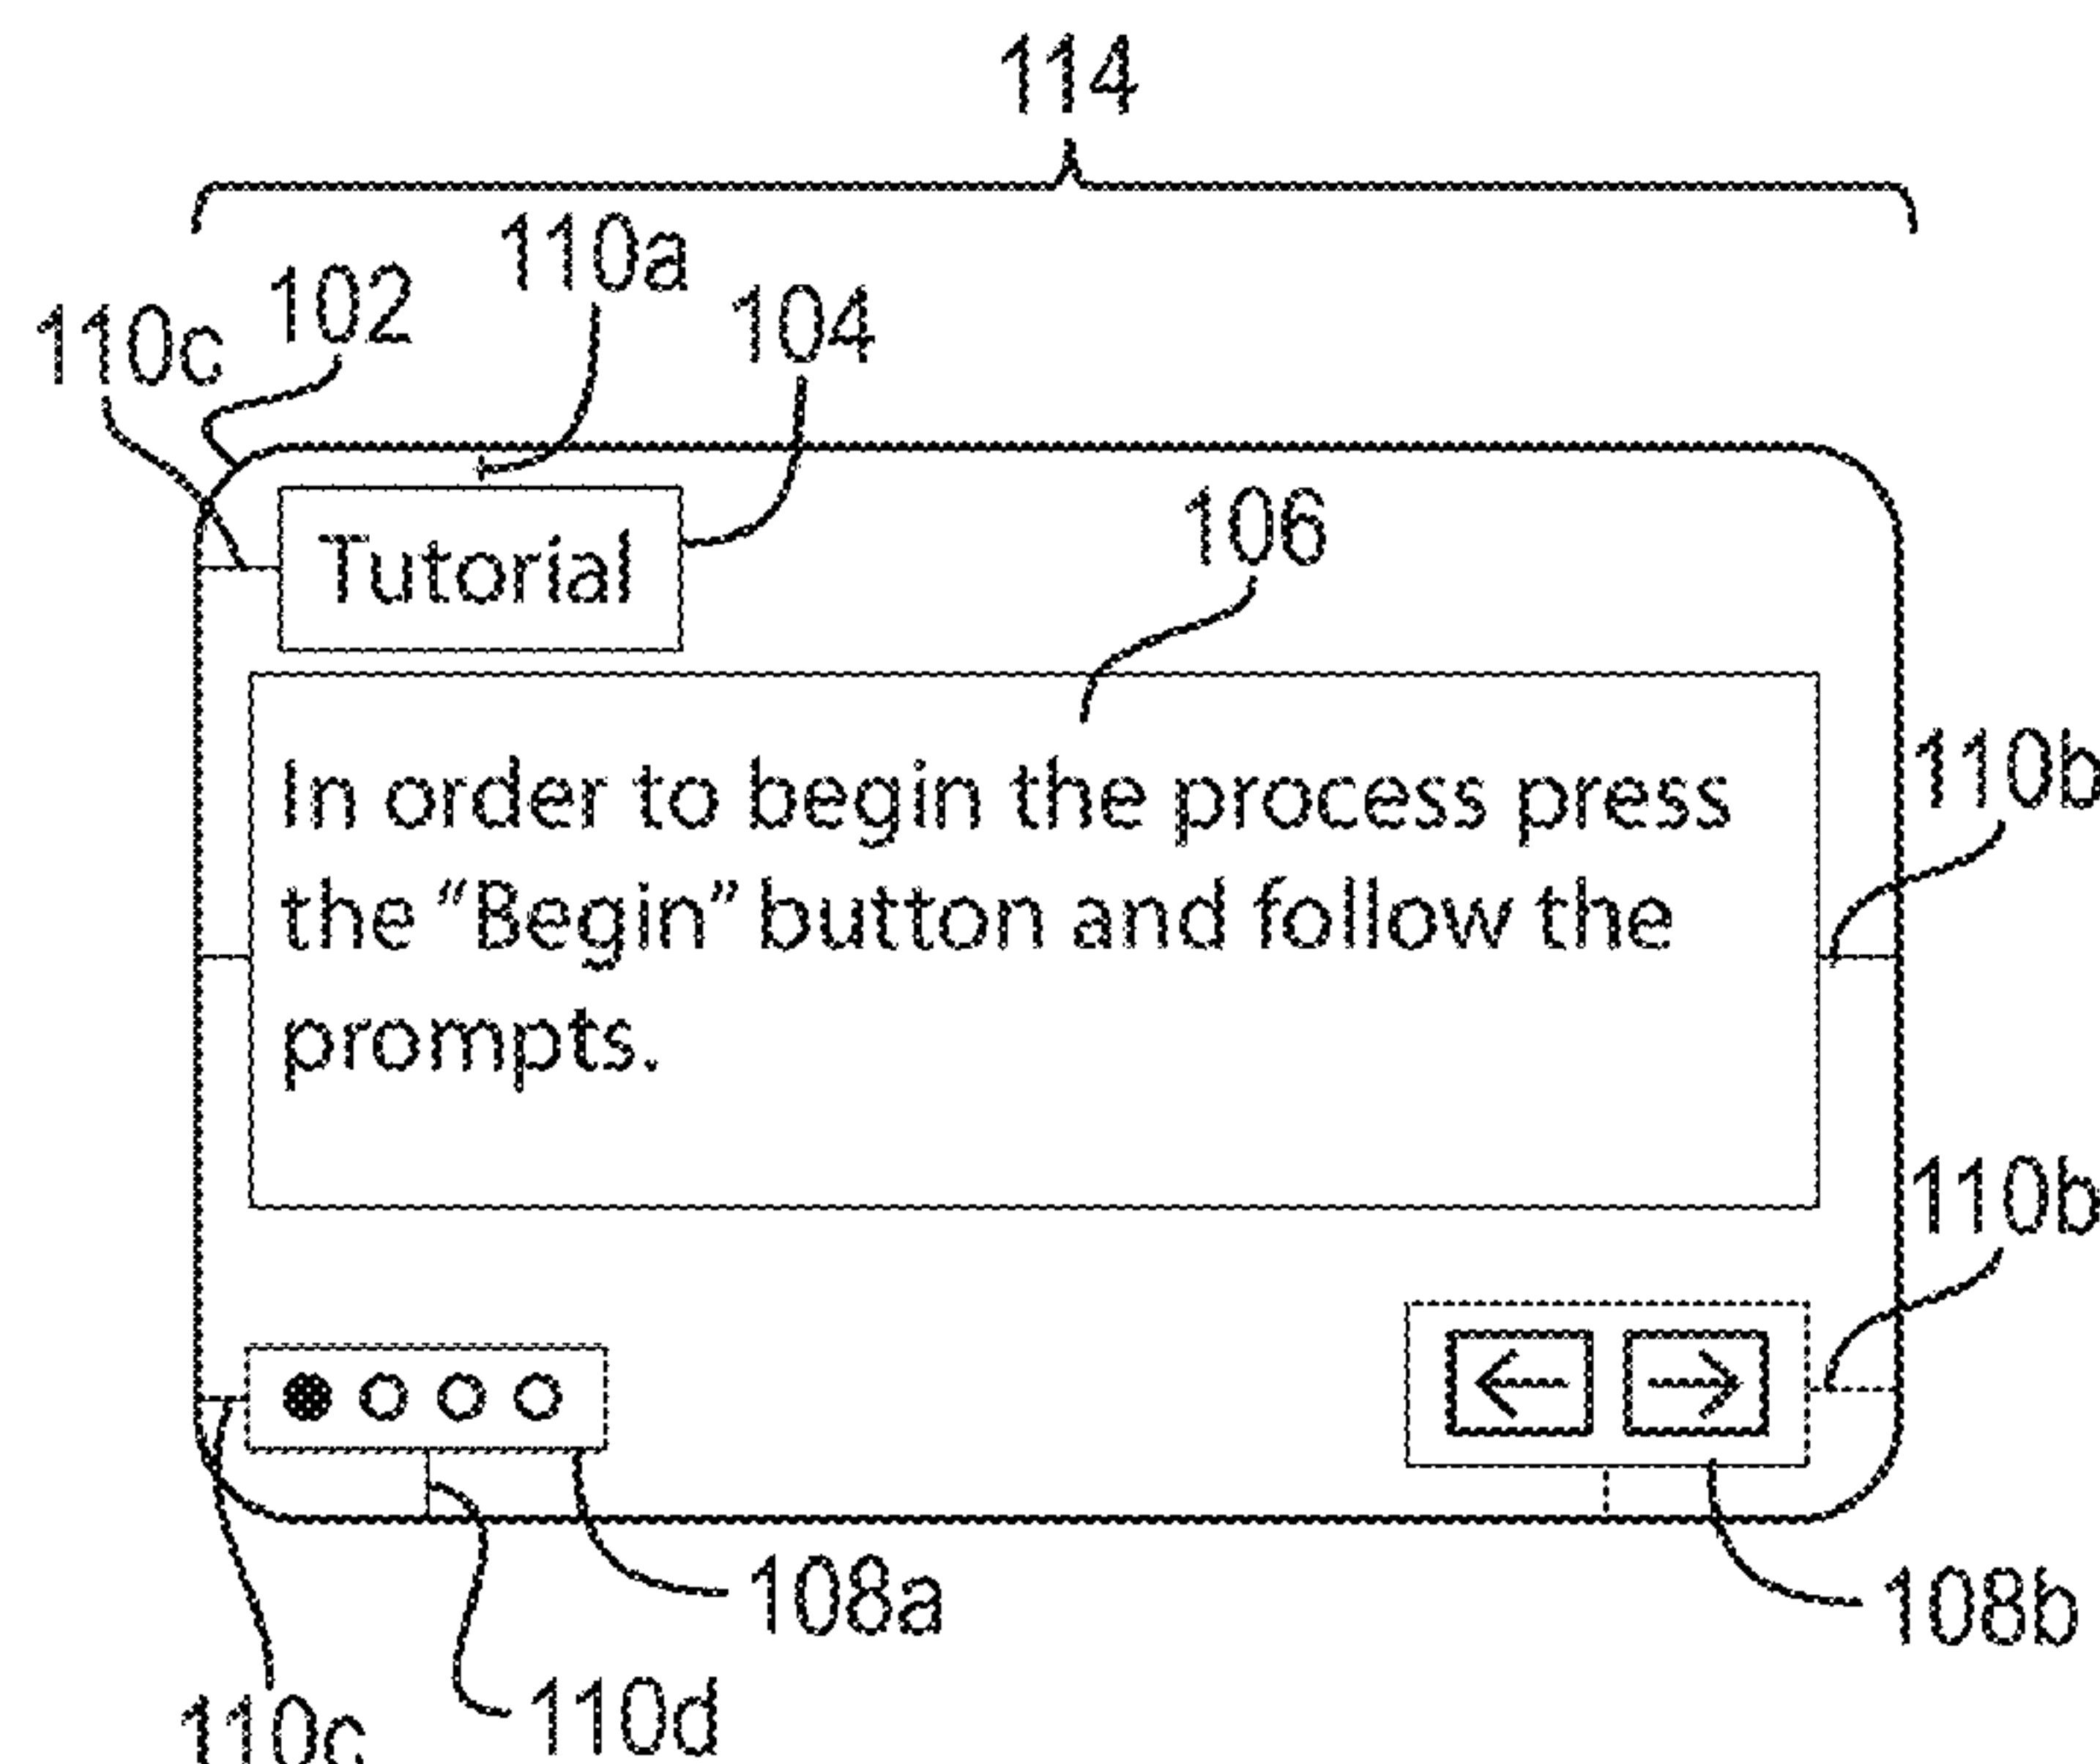 114
110a
102
104
110c
106
Tutorial
In order to begin the process press
the “Begin” button and follow the
prompts.
110b
110b
108a
108b
110d
110c